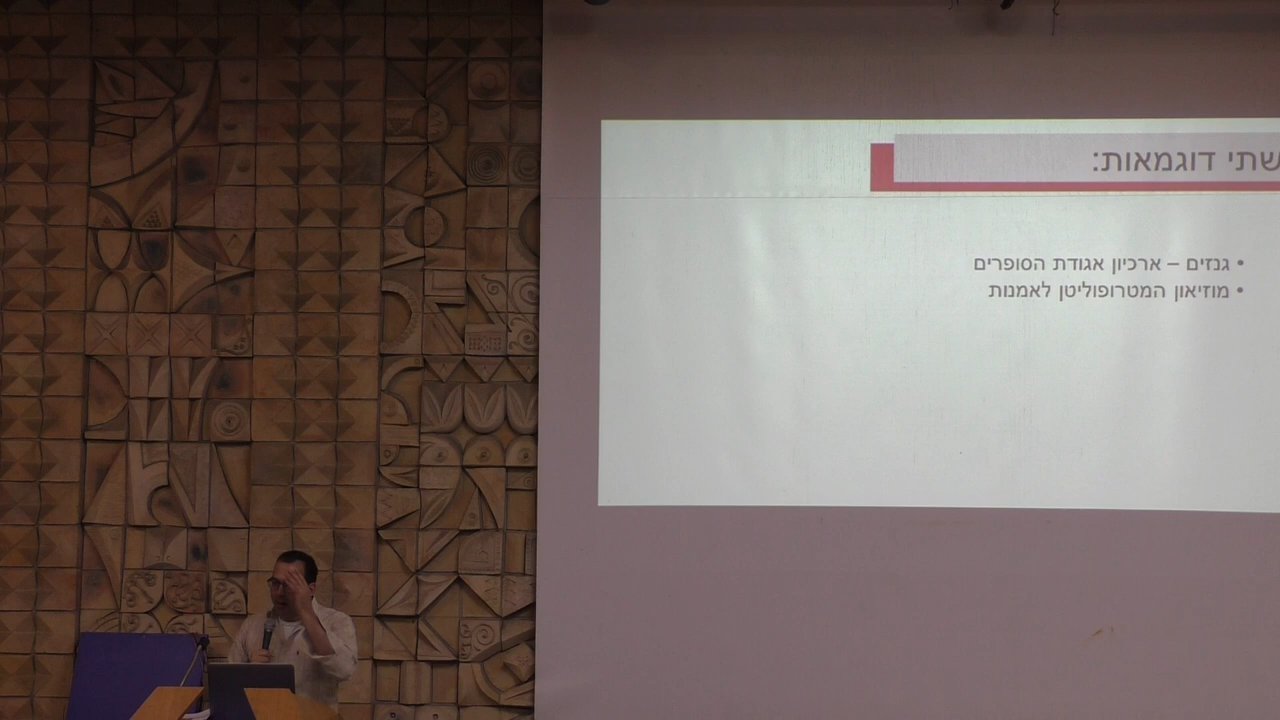 שתי דוגמאות:
• גנזים – ארכיון אגודת הסופרים
• מוזיאון המטרופוליטן לאמנות